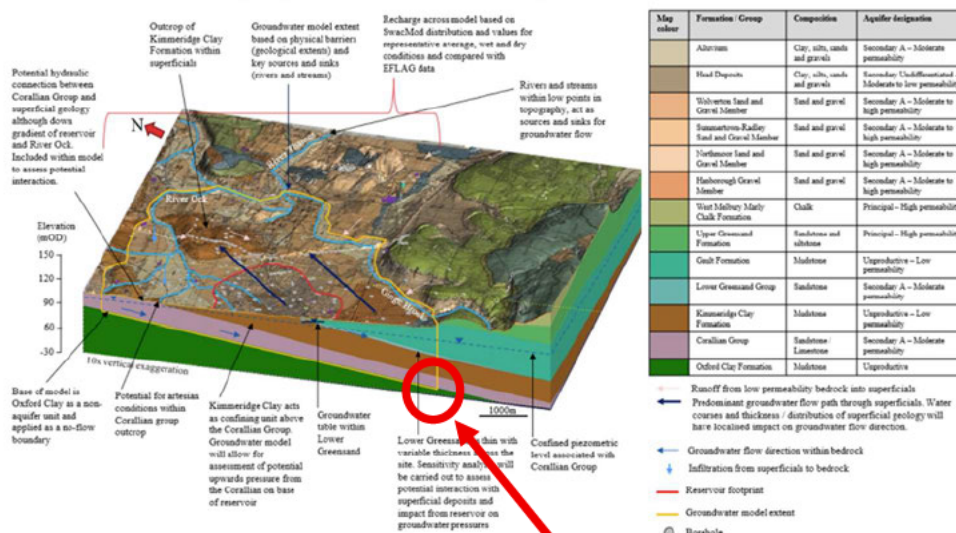 Outcrop of
Kimmeridge Clay
Formation within
superficials
Groundwater model extent
based on physical barriers
(geological extents) and
key sources and sinks
(rivers and streams)
Recharge across model based on
SwacMod distribution and values for
representative average, wet and dry
conditions and compared with
EFLAG data
Potential hydraulic
connection between
Corallian Group and
superficial geology
although down
gradient of reservoir
and River Ock.
Included within model
to assess potential
interaction.
Rivers and streams
within low points in
topography, act as
sources and sinks for
groundwater flow
N
River Ock
Elevation
(mOD)
150
120
90
60
-30
10x vertical exaggeration
1000m
Base of model is
Oxford Clay as a non-
aquifer unit and
applied as a no-flow
boundary
Potential for artesian
conditions within
Corallian group
outcrop
Kimmeridge Clay acts
as confining unit above
the Corallian Group.
Groundwater model
will allow for
assessment of potential
upwards pressure from
the Corallian on base
of reservoir
Groundwater
table within
Lower
Greensand
Lower Greensand thin with
variable thickness across the
site. Sensitivity analysis will
be carried out to assess
potential interaction with
superficial deposits and
impact from reservoir on
groundwater pressures
Confined piezometric
level associated with
Corallian Group
Map colour Formation / Group Composition Aquifer designation
Alluvium Clay, silts, sands and gravels Secondary A – Moderate permeability
Head Deposits Clay, silts, sands and gravels Secondary Undifferentiated Moderate to low permeability
Wolverton Sand and Gravel Member Sand and gravel Secondary A – Moderate to high permeability
Summertown-Radley Sand and Gravel Member Sand and gravel Secondary A – Moderate to high permeability
Northmoor Sand and Gravel Member Sand and gravel Secondary A – Moderate to high permeability
Hanborough Gravel Member Sand and gravel Secondary A – Moderate to high permeability
West Melbury Marly Chalk Formation Chalk Principal – High permeability
Upper Greensand Formation Sandstone and siltstone Principal – High permeability
Gault Formation Mudstone Unproductive – Low permeability
Lower Greensand Group Sandstone Secondary A – Moderate permeability
Kimmeridge Clay Formation Mudstone Unproductive – Low permeability
Corallian Group Sandstone / Limestone Secondary A – Moderate permeability
Oxford Clay Formation Mudstone Unproductive
Runoff from low permeability bedrock into superficials
Predominant groundwater flow path through superficials. Water
courses and thickness / distribution of superficial geology will
have localised impact on groundwater flow direction.
Groundwater flow direction within bedrock
Infiltration from superficials to bedrock
Reservoir footprint
Groundwater model extent
Borehole